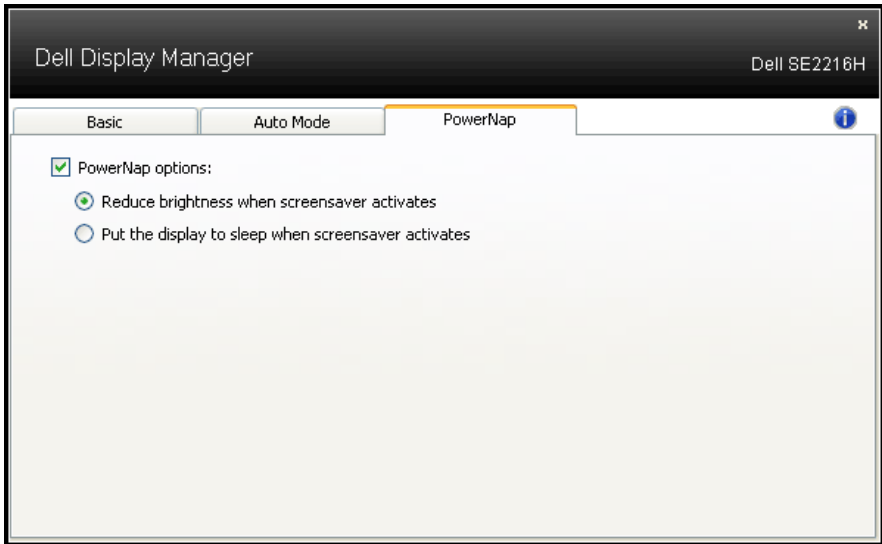 Dell Display Manager
Dell SE2216H
Basic
Auto Mode
PowerNap
PowerNap options:
Reduce brightness when screensaver activates
Put the display to sleep when screensaver activates